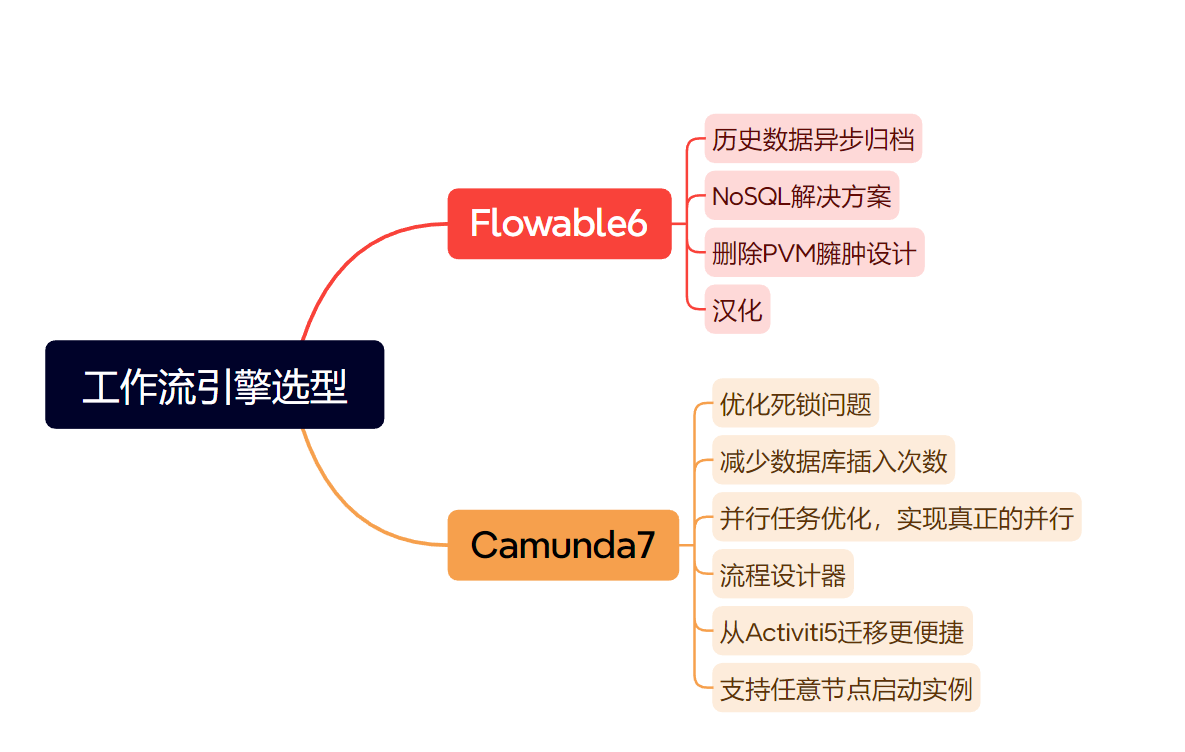 工作流引擎选型
Flowable6
历史数据异步归档
NoSQL解决方案
删除PVM臃肿设计
汉化
Camunda7
优化死锁问题
减少数据库插入次数
并行任务优化，实现真正的并行
流程设计器
从Activiti5迁移更便捷
支持任意节点启动实例